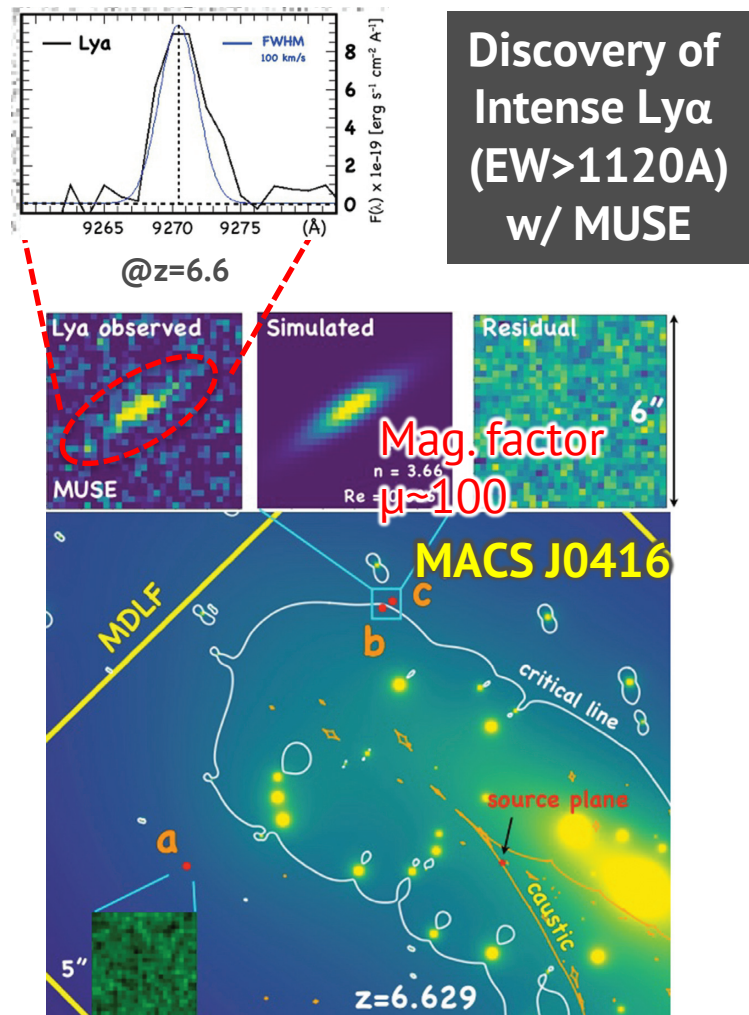 Lya
FWHM
100 km/s
8
6
4
2
0
F(λ) x 1e-19 [erg s⁻¹ cm⁻² A⁻¹]
9265 9270 9275 (Å)
@z=6.6
Discovery of
Intense Lyα
(EW>1120A)
w/ MUSE
Lya observed
MUSE
Simulated
n = 3.66
Re =
Residual
6”
Mag. factor
μ~100
MACS J0416
MDLF
c
b
critical line
source plane
a
caustic
5”
z=6.629